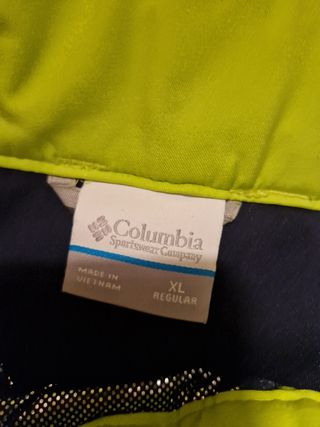 Columbia
Sportswear Company
MADE IN
VIETNAM
XL
REGULAR